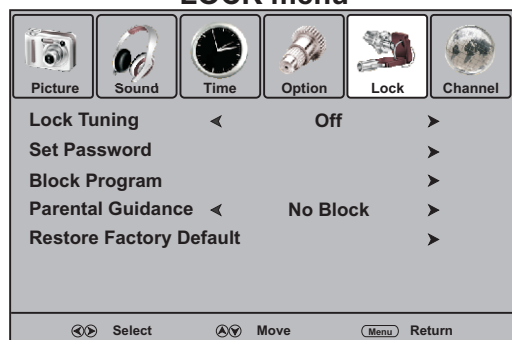 LOCK menu
Picture Sound Time Option Lock Channel
Lock Tuning Off
Set Password
Block Program
Parental Guidance No Block
Restore Factory Default
Select Move Menu Return